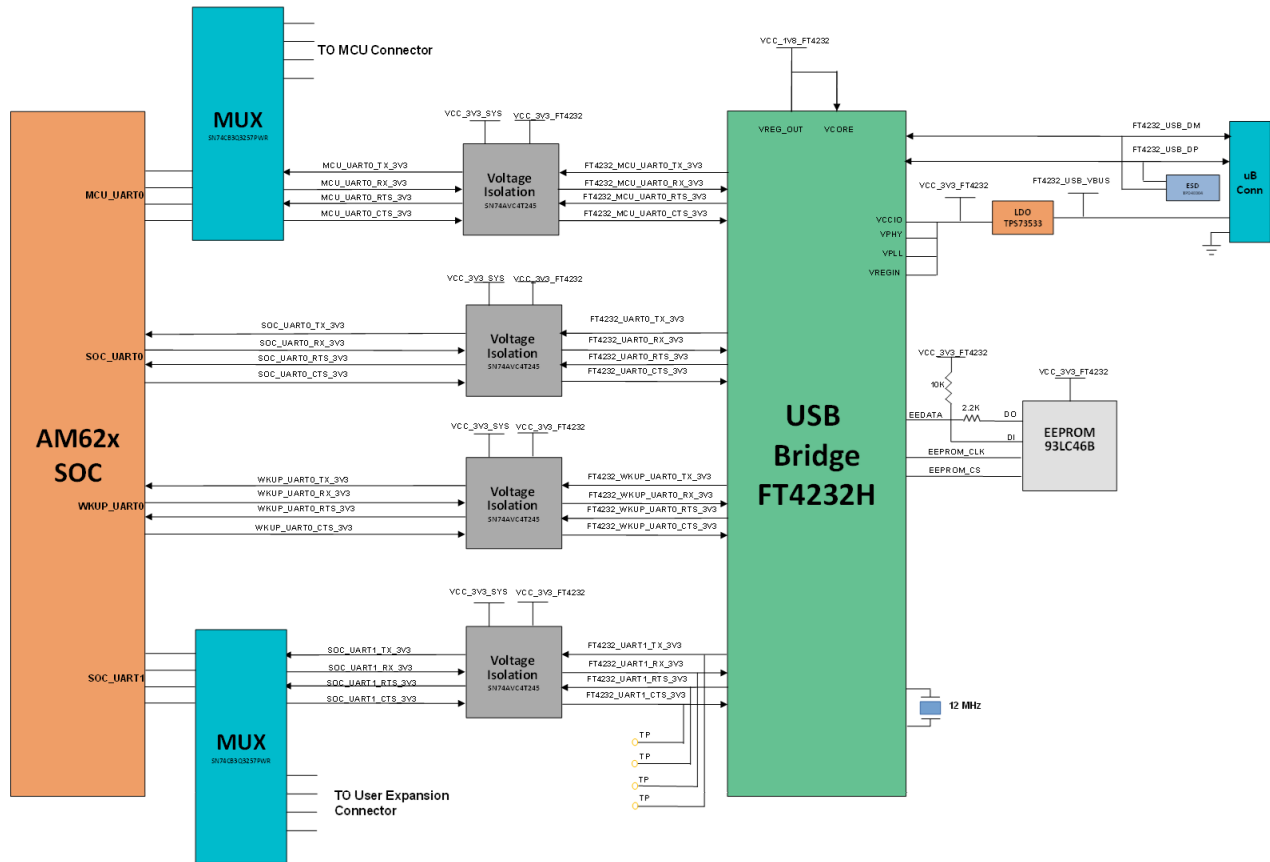 TO MCU Connector
MUX
SN74CB3Q3257PWR
VCC_1V8_FT4232
VREG_OUT
VCORE
VCC_3V3_SYS
VCC_3V3_FT4232
MCU_UART0
MCU_UART0_TX_3V3
MCU_UART0_RX_3V3
MCU_UART0_RTS_3V3
MCU_UART0_CTS_3V3
Voltage
Isolation
SN74AVC4T245
FT4232_MCU_UART0_TX_3V3
FT4232_MCU_UART0_RX_3V3
FT4232_MCU_UART0_RTS_3V3
FT4232_MCU_UART0_CTS_3V3
FT4232_USB_DM
FT4232_USB_DP
uB
Conn
ESD
VCC_3V3_FT4232
FT4232_USB_VBUS
LDO
TPS73533
VCCIO
VPHY
VPLL
VREGIN
VCC_3V3_SYS
VCC_3V3_FT4232
SOC_UART0
SOC_UART0_TX_3V3
SOC_UART0_RX_3V3
SOC_UART0_RTS_3V3
SOC_UART0_CTS_3V3
Voltage
Isolation
SN74AVC4T245
FT4232_UART0_TX_3V3
FT4232_UART0_RX_3V3
FT4232_UART0_RTS_3V3
FT4232_UART0_CTS_3V3
VCC_3V3_FT4232
10K
VCC_3V3_FT4232
EEDATA
2.2K
DO
DI
EEPROM_CLK
EEPROM_CS
EEPROM
93LC46B
AM62x
SOC
USB
Bridge
FT4232H
VCC_3V3_SYS
VCC_3V3_FT4232
WKUP_UART0
WKUP_UART0_TX_3V3
WKUP_UART0_RX_3V3
WKUP_UART0_RTS_3V3
WKUP_UART0_CTS_3V3
Voltage
Isolation
SN74AVC4T245
FT4232_WKUP_UART0_TX_3V3
FT4232_WKUP_UART0_RX_3V3
FT4232_WKUP_UART0_RTS_3V3
FT4232_WKUP_UART0_CTS_3V3
VCC_3V3_SYS
VCC_3V3_FT4232
SOC_UART1
SOC_UART1_TX_3V3
SOC_UART1_RX_3V3
SOC_UART1_RTS_3V3
SOC_UART1_CTS_3V3
Voltage
Isolation
SN74AVC4T245
FT4232_UART1_TX_3V3
FT4232_UART1_RX_3V3
FT4232_UART1_RTS_3V3
FT4232_UART1_CTS_3V3
12 MHz
MUX
SN74CB3Q3257PWR
TP
TP
TP
TP
TO User Expansion
Connector